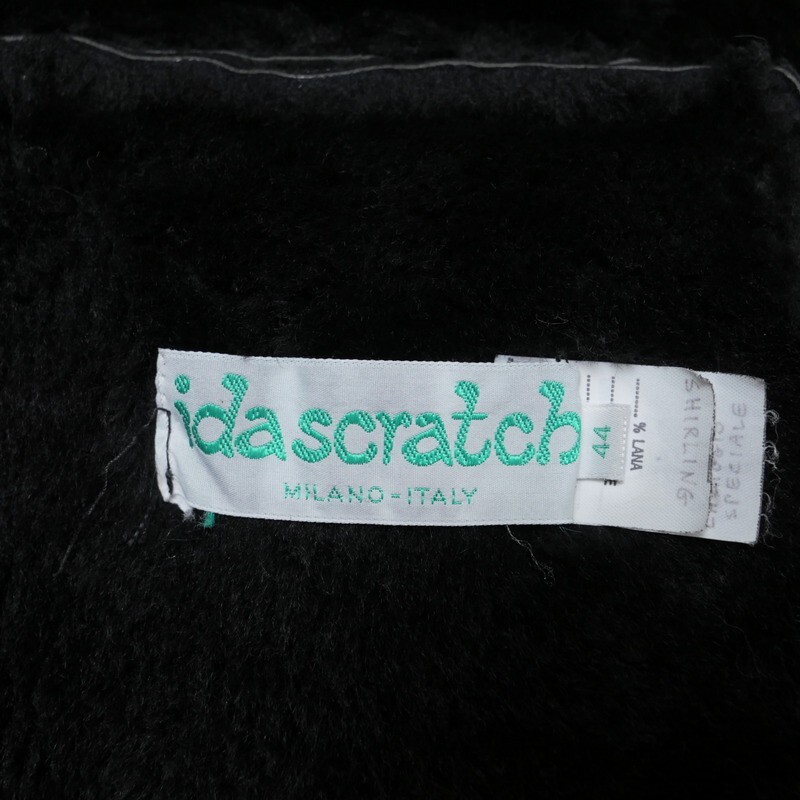 idascratch
MILANO-ITALY
44
% LANA
SHIRLING
SPECIALE